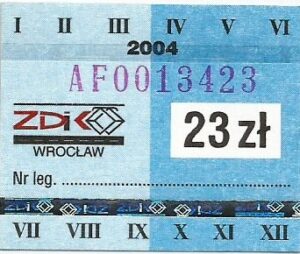 I II III IV V VI
2004
AF0013423
ZDiK
WROCŁAW
23 zł
Nr leg. ................................................
VII VIII IX X XI XII